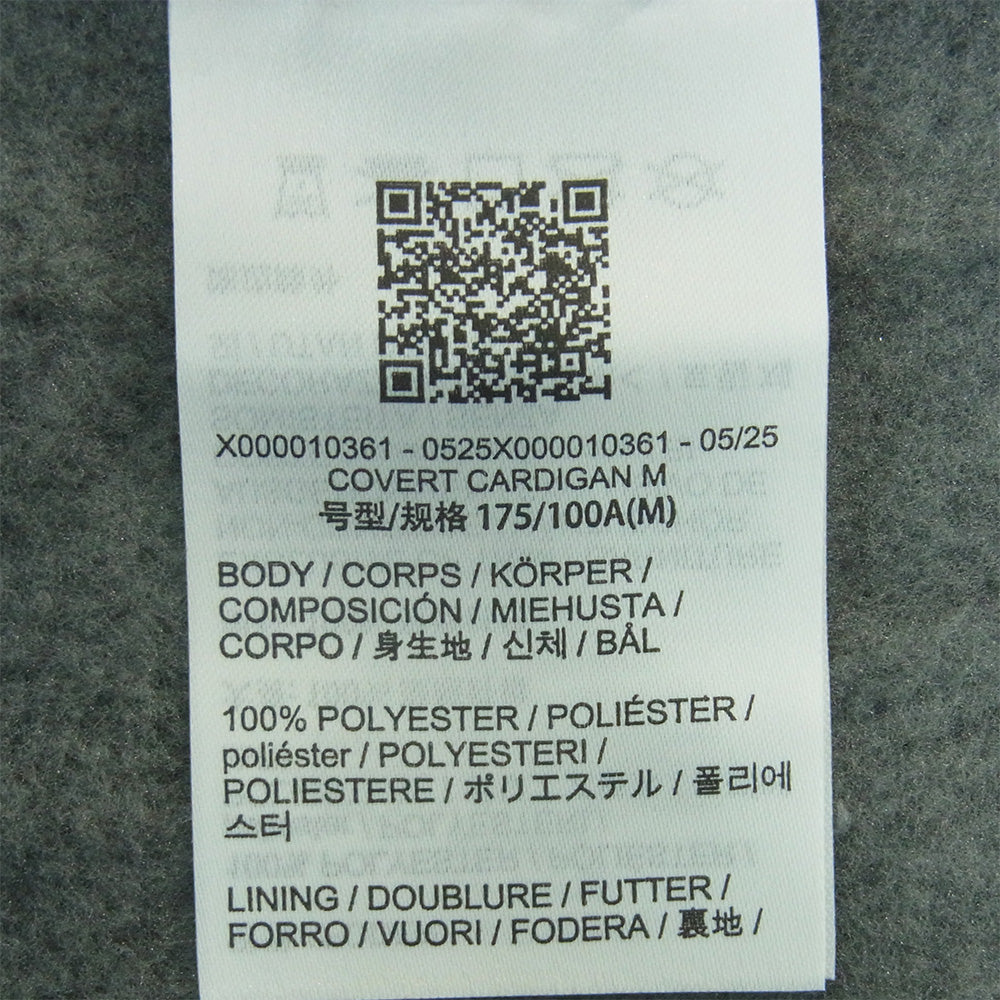 X000010361 - 0525X000010361 - 05/25
COVERT CARDIGAN M
号型/规格 175/100A(M)
BODY / CORPS / KÖRPER /
COMPOSICIÓN / MIEHUSTA /
CORPO / 身生地 / 신체 / BÅL
100% POLYESTER / POLIÉSTER /
poliéster / POLYESTERI /
POLIESTERE / ポリエステル / 폴리에
스터
LINING / DOUBLURE / FUTTER /
FORRO / VUORI / FODERA / 裏地 /